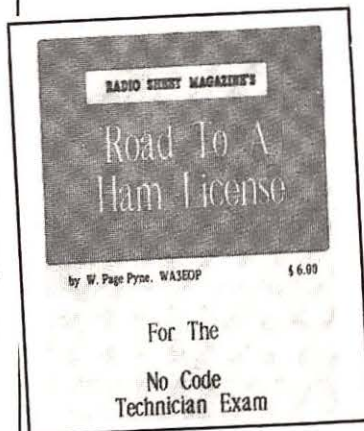 RADIO SHEET MAGAZINE'S
Road To A
Ham License
by W. Page Pyne, WA3EOP $6.00
For The
No Code
Technician Exam